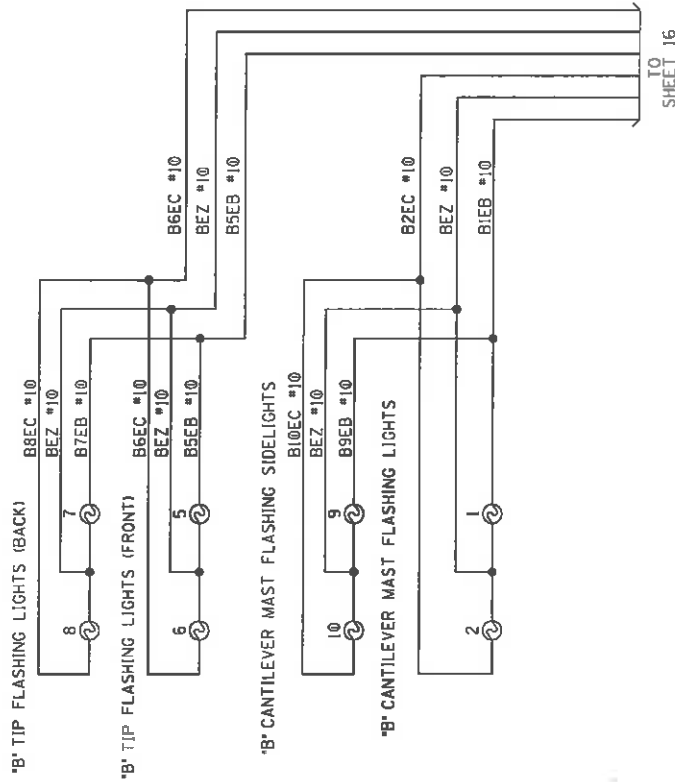 "B" TIP FLASHING LIGHTS (BACK)
8
7
B8EC #10
BEZ #10
B7EB #10
B6EC #10
BEZ #10
B5EB #10
"B" TIP FLASHING LIGHTS (FRONT)
6
5
B6EC #10
BEZ #10
B5EB #10
"B" CANTILEVER MAST FLASHING SIDELIGHTS
10
9
B10EC #10
BEZ #10
B9EB #10
B2EC #10
BEZ #10
B1EB #10
"B" CANTILEVER MAST FLASHING LIGHTS
2
1
TO
SHEET 16